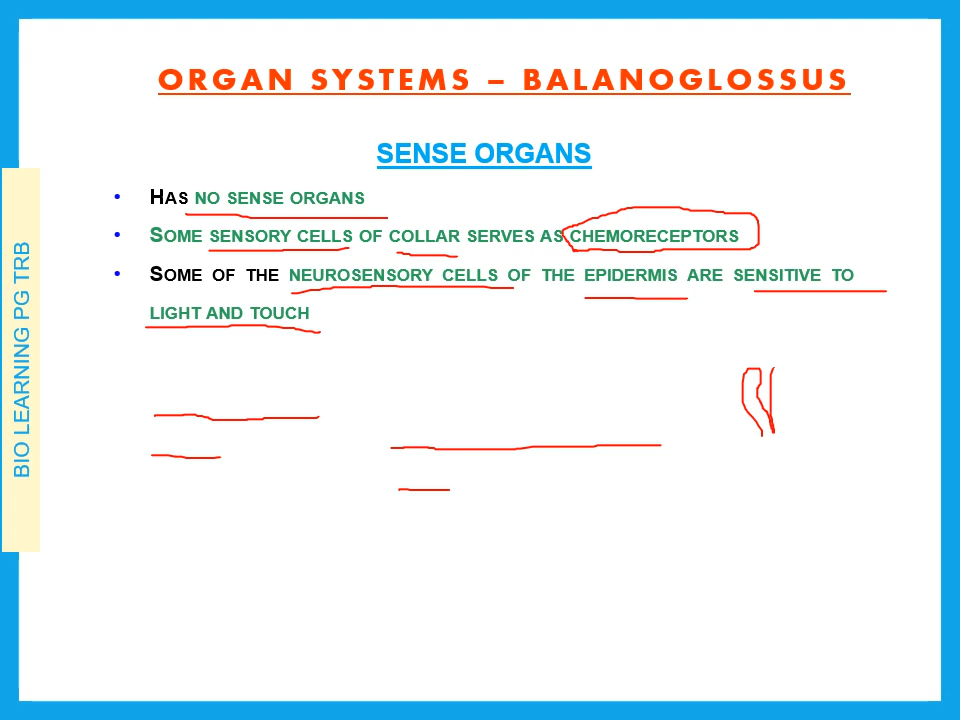 ORGAN SYSTEMS – BALANOGLOSSUS
SENSE ORGANS
• HAS NO SENSE ORGANS
• SOME SENSORY CELLS OF COLLAR SERVES AS CHEMORECEPTORS
• SOME OF THE NEUROSENSORY CELLS OF THE EPIDERMIS ARE SENSITIVE TO
LIGHT AND TOUCH
BIO LEARNING PG TRB